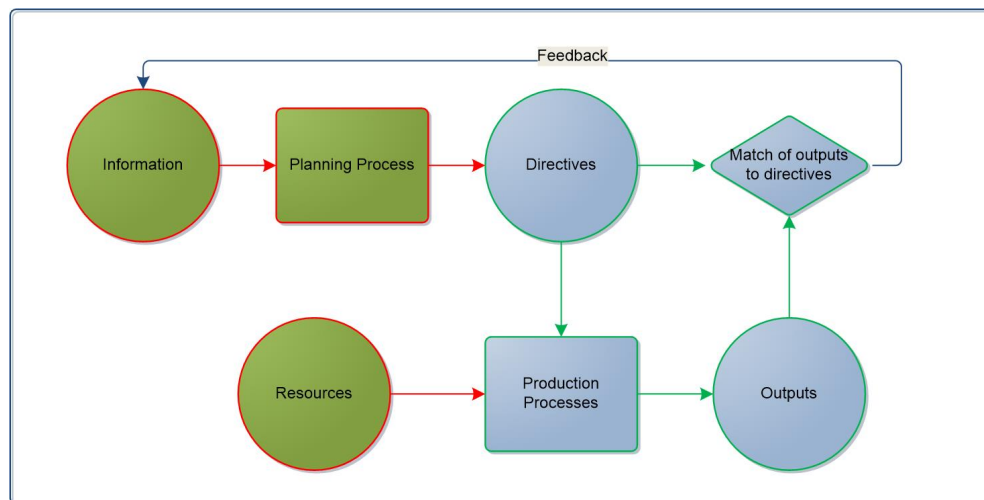 Feedback
Information
Planning Process
Directives
Match of outputs
to directives
Resources
Production
Processes
Outputs